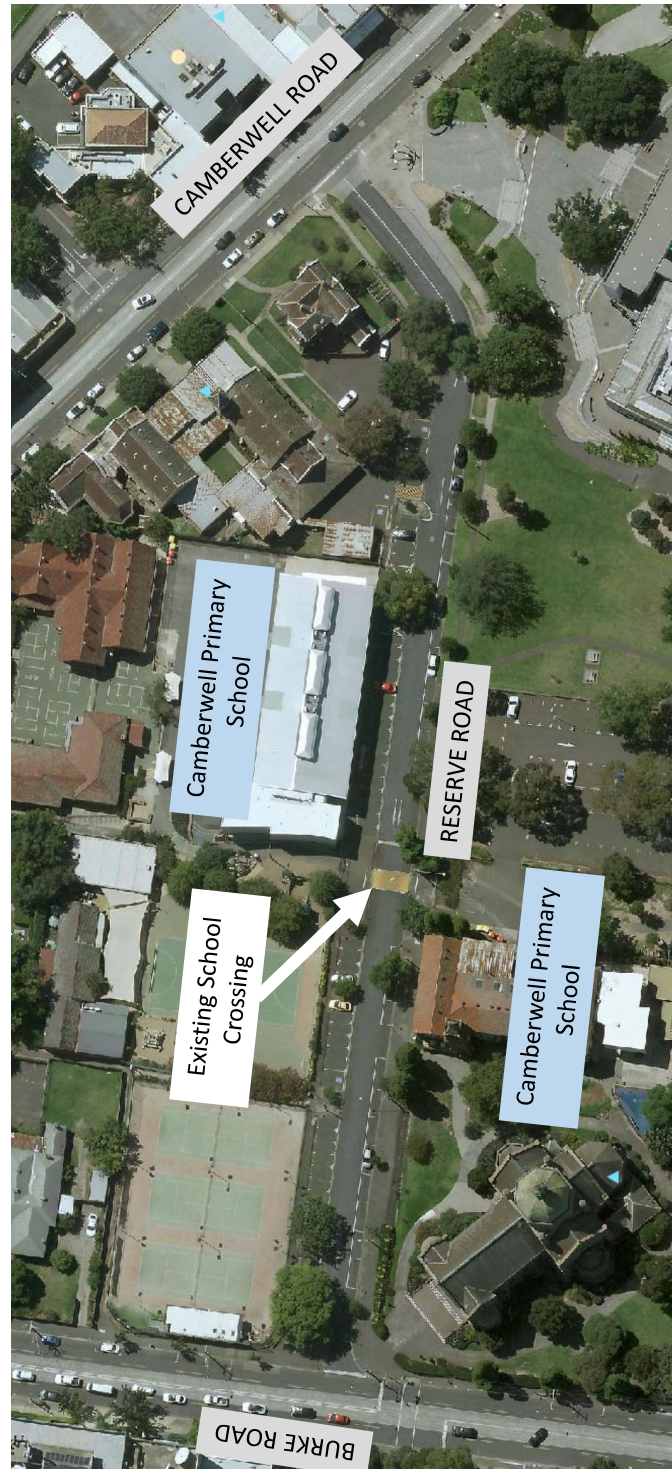 CAMBERWELL ROAD
Camberwell Primary
School
RESERVE ROAD
Existing School
Crossing
Camberwell Primary
School
BURKE ROAD